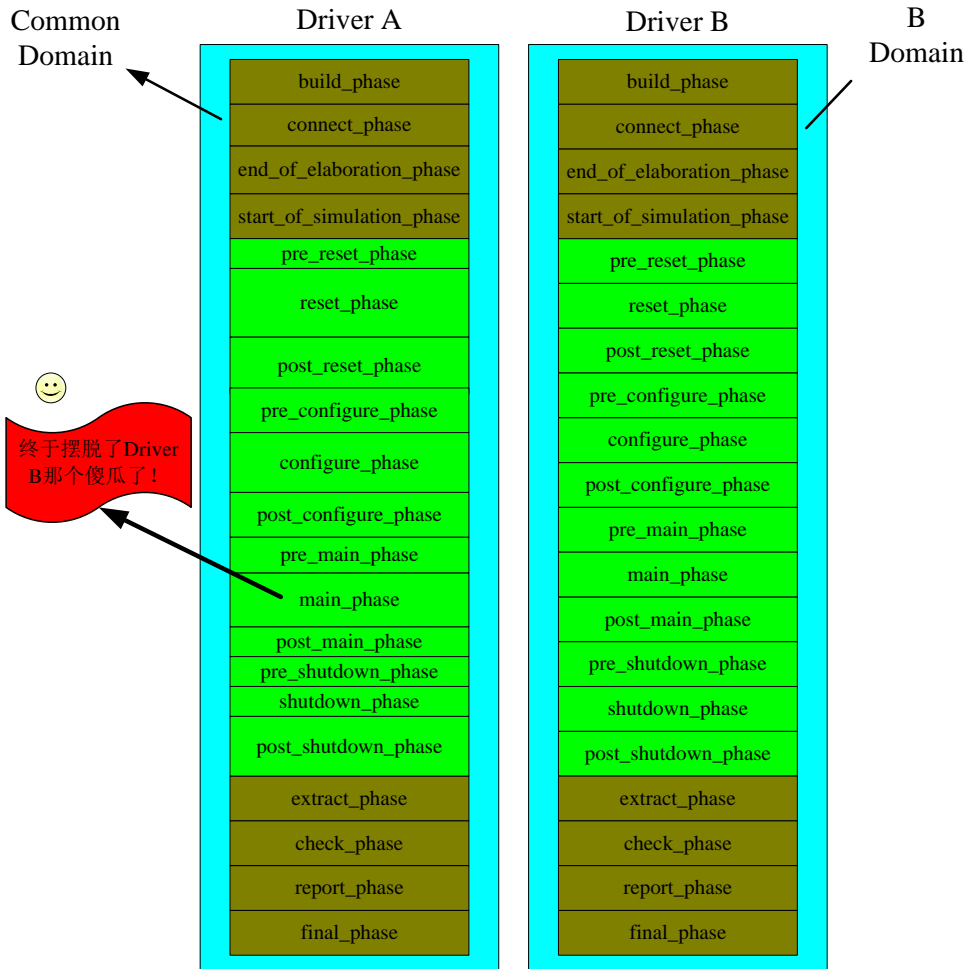 Common
Domain
Driver A
Driver B
B
Domain
build_phase
connect_phase
end_of_elaboration_phase
start_of_simulation_phase
pre_reset_phase
reset_phase
post_reset_phase
pre_configure_phase
configure_phase
post_configure_phase
pre_main_phase
main_phase
post_main_phase
pre_shutdown_phase
shutdown_phase
post_shutdown_phase
extract_phase
check_phase
report_phase
final_phase
终于摆脱了Driver
B那个傻瓜了！
build_phase
connect_phase
end_of_elaboration_phase
start_of_simulation_phase
pre_reset_phase
reset_phase
post_reset_phase
pre_configure_phase
configure_phase
post_configure_phase
pre_main_phase
main_phase
post_main_phase
pre_shutdown_phase
shutdown_phase
post_shutdown_phase
extract_phase
check_phase
report_phase
final_phase